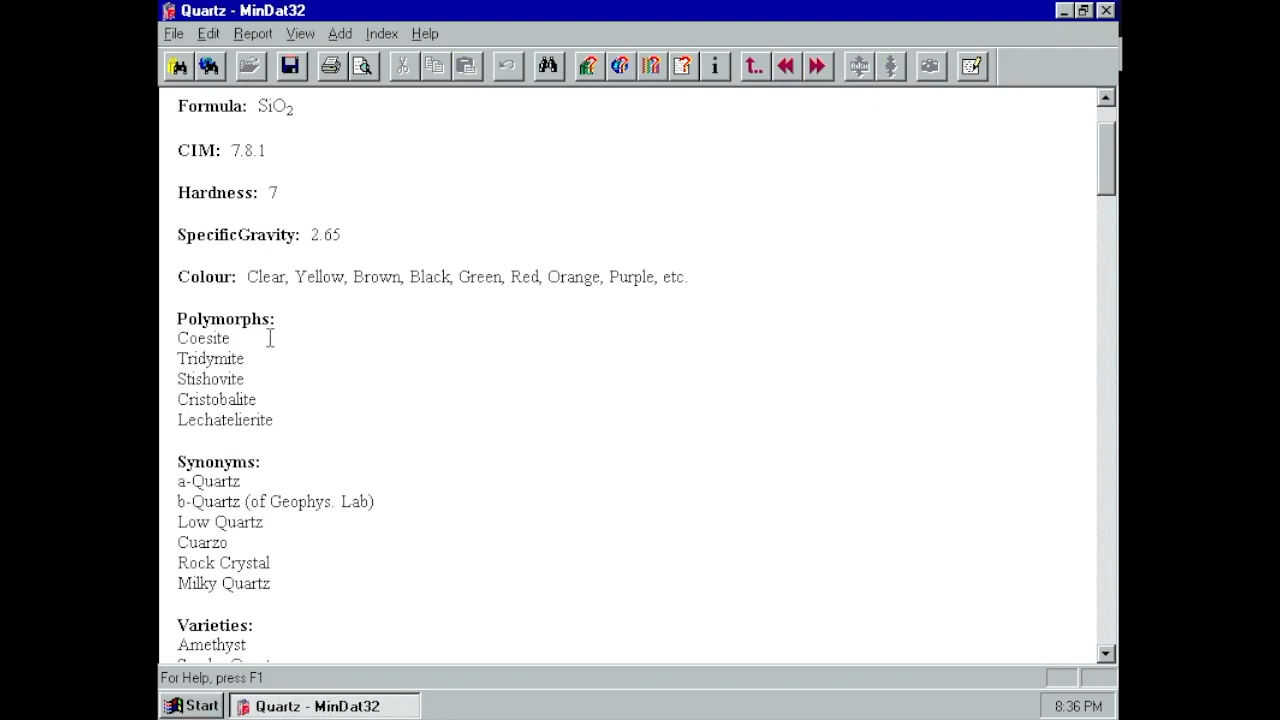 Quartz - MinDat32
File Edit Report View Add Index Help
Formula: SiO2
CIM: 7.8.1
Hardness: 7
SpecificGravity: 2.65
Colour: Clear, Yellow, Brown, Black, Green, Red, Orange, Purple, etc.
Polymorphs:
Coesite
Tridymite
Stishovite
Cristobalite
Lechatelierite
Synonyms:
a-Quartz
b-Quartz (of Geophys. Lab)
Low Quartz
Cuarzo
Rock Crystal
Milky Quartz
Varieties:
Amethyst
For Help, press F1
Start Quartz - MinDat32 8:36 PM